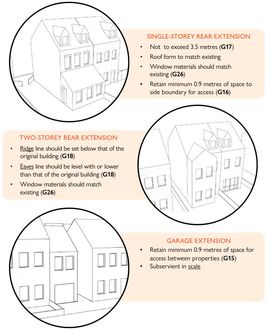 SINGLE-STOREY REAR EXTENSION
• Not to exceed 3.5 metres (G17)
• Roof form to match existing
• Window materials should match
existing (G26)
• Retain minimum 0.9 metres of space to
side boundary for access (G16)
TWO-STOREY REAR EXTENSION
• Ridge line should be set below that of the
original building (G18)
• Eaves line should be level with or lower
than that of the original building (G18)
• Window materials should match
existing (G26)
GARAGE EXTENSION
• Retain minimum 0.9 metres of space for
access between properties (G15)
• Subservient in scale